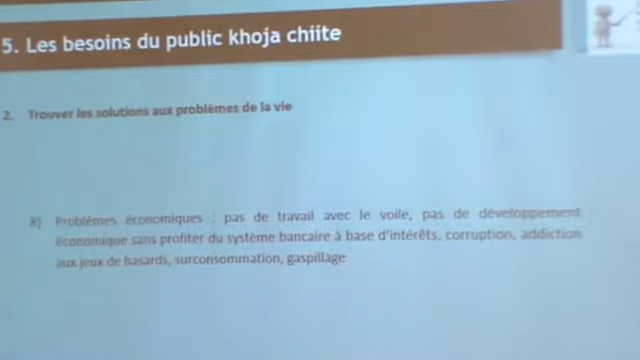 5. Les besoins du public khoja chiite
2. Trouver les solutions aux problèmes de la vie
R) Problèmes économiques : pas de travail avec le voile, pas de développement
économique sans profiter du système bancaire à base d'intérêts, corruption, addiction
aux jeux de hasards, surconsommation, gaspillage